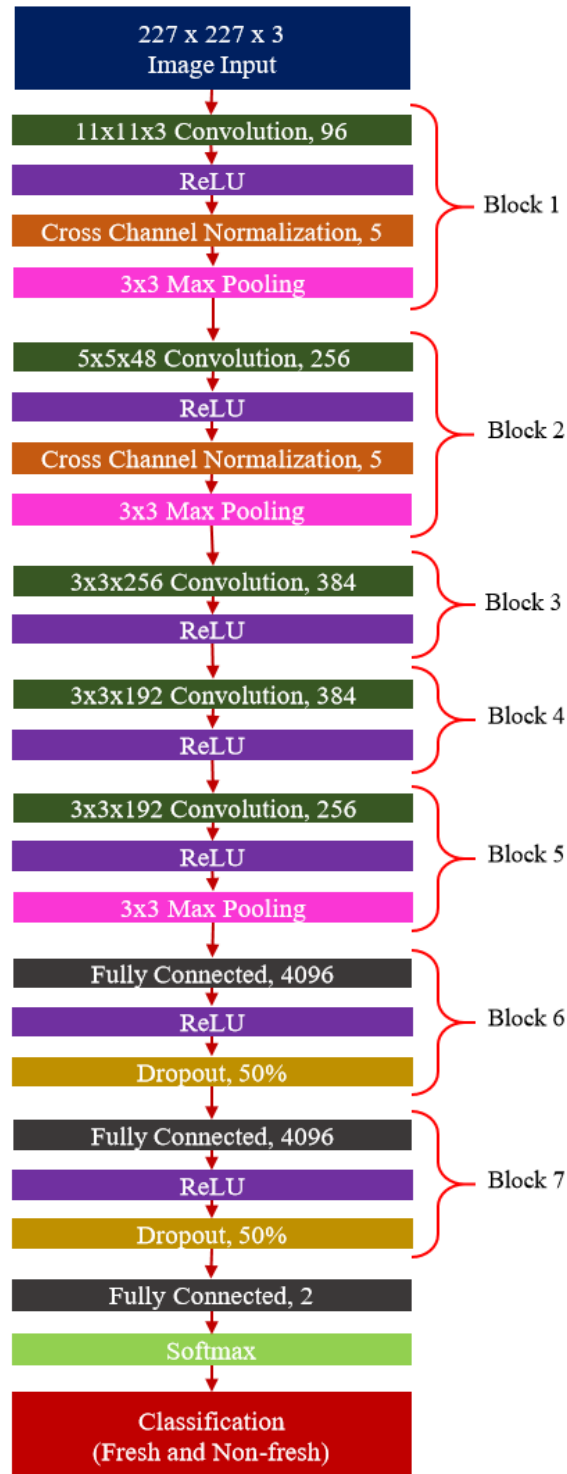 227 x 227 x 3
Image Input
11x11x3 Convolution, 96
ReLU
Cross Channel Normalization, 5
3x3 Max Pooling
Block 1
5x5x48 Convolution, 256
ReLU
Cross Channel Normalization, 5
3x3 Max Pooling
Block 2
3x3x256 Convolution, 384
ReLU
Block 3
3x3x192 Convolution, 384
ReLU
Block 4
3x3x192 Convolution, 256
ReLU
3x3 Max Pooling
Block 5
Fully Connected, 4096
ReLU
Dropout, 50%
Block 6
Fully Connected, 4096
ReLU
Dropout, 50%
Block 7
Fully Connected, 2
Softmax
Classification
(Fresh and Non-fresh)